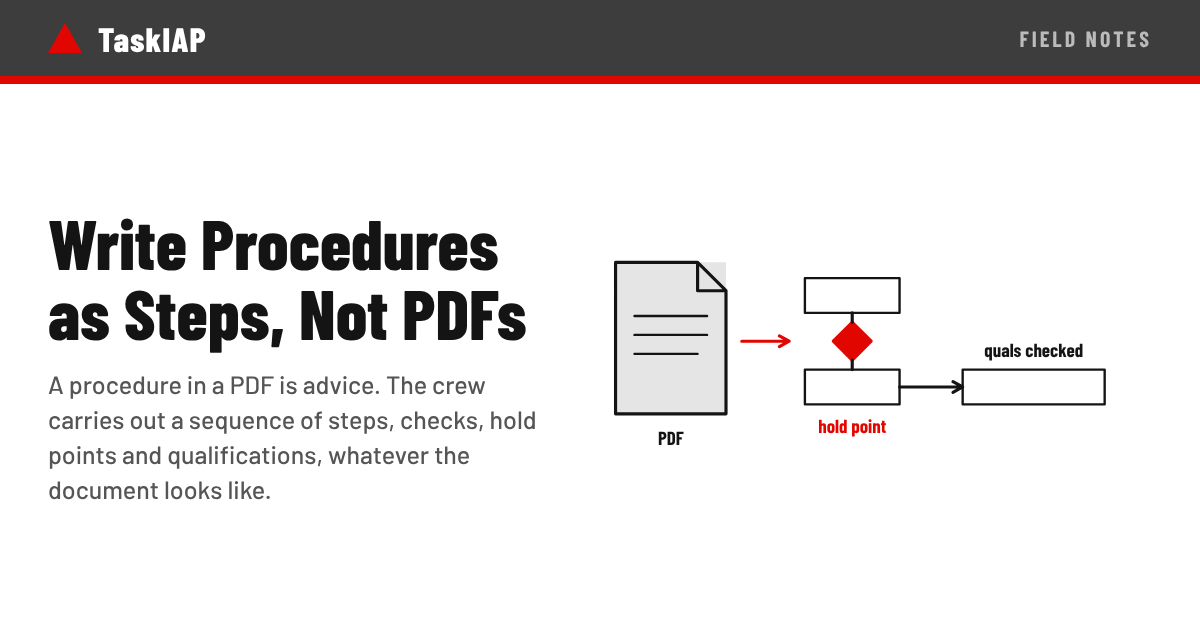 TaskIAP
FIELD NOTES
Write Procedures
as Steps, Not PDFs
A procedure in a PDF is advice. The crew
carries out a sequence of steps, checks, hold
points and qualifications, whatever the
document looks like.
PDF
hold point
quals checked